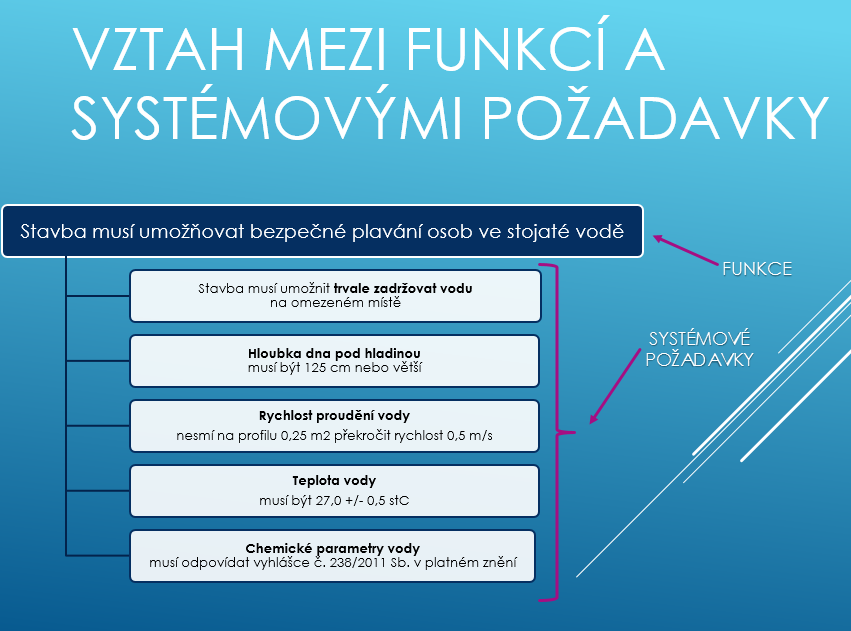 VZTAH MEZI FUNKCÍ A
SYSTÉMOVÝMI POŽADAVKY
Stavba musí umožňovat bezpečné plavání osob ve stojaté vodě
FUNKCE
Stavba musí umožnit trvale zadržovat vodu
na omezeném místě
SYSTÉMOVÉ
POŽADAVKY
Hloubka dna pod hladinou
musí být 125 cm nebo větší
Rychlost proudění vody
nesmí na profilu 0,25 m2 překročit rychlost 0,5 m/s
Teplota vody
musí být 27,0 +/- 0,5 stC
Chemické parametry vody
musí odpovídat vyhlášce č. 238/2011 Sb. v platném znění